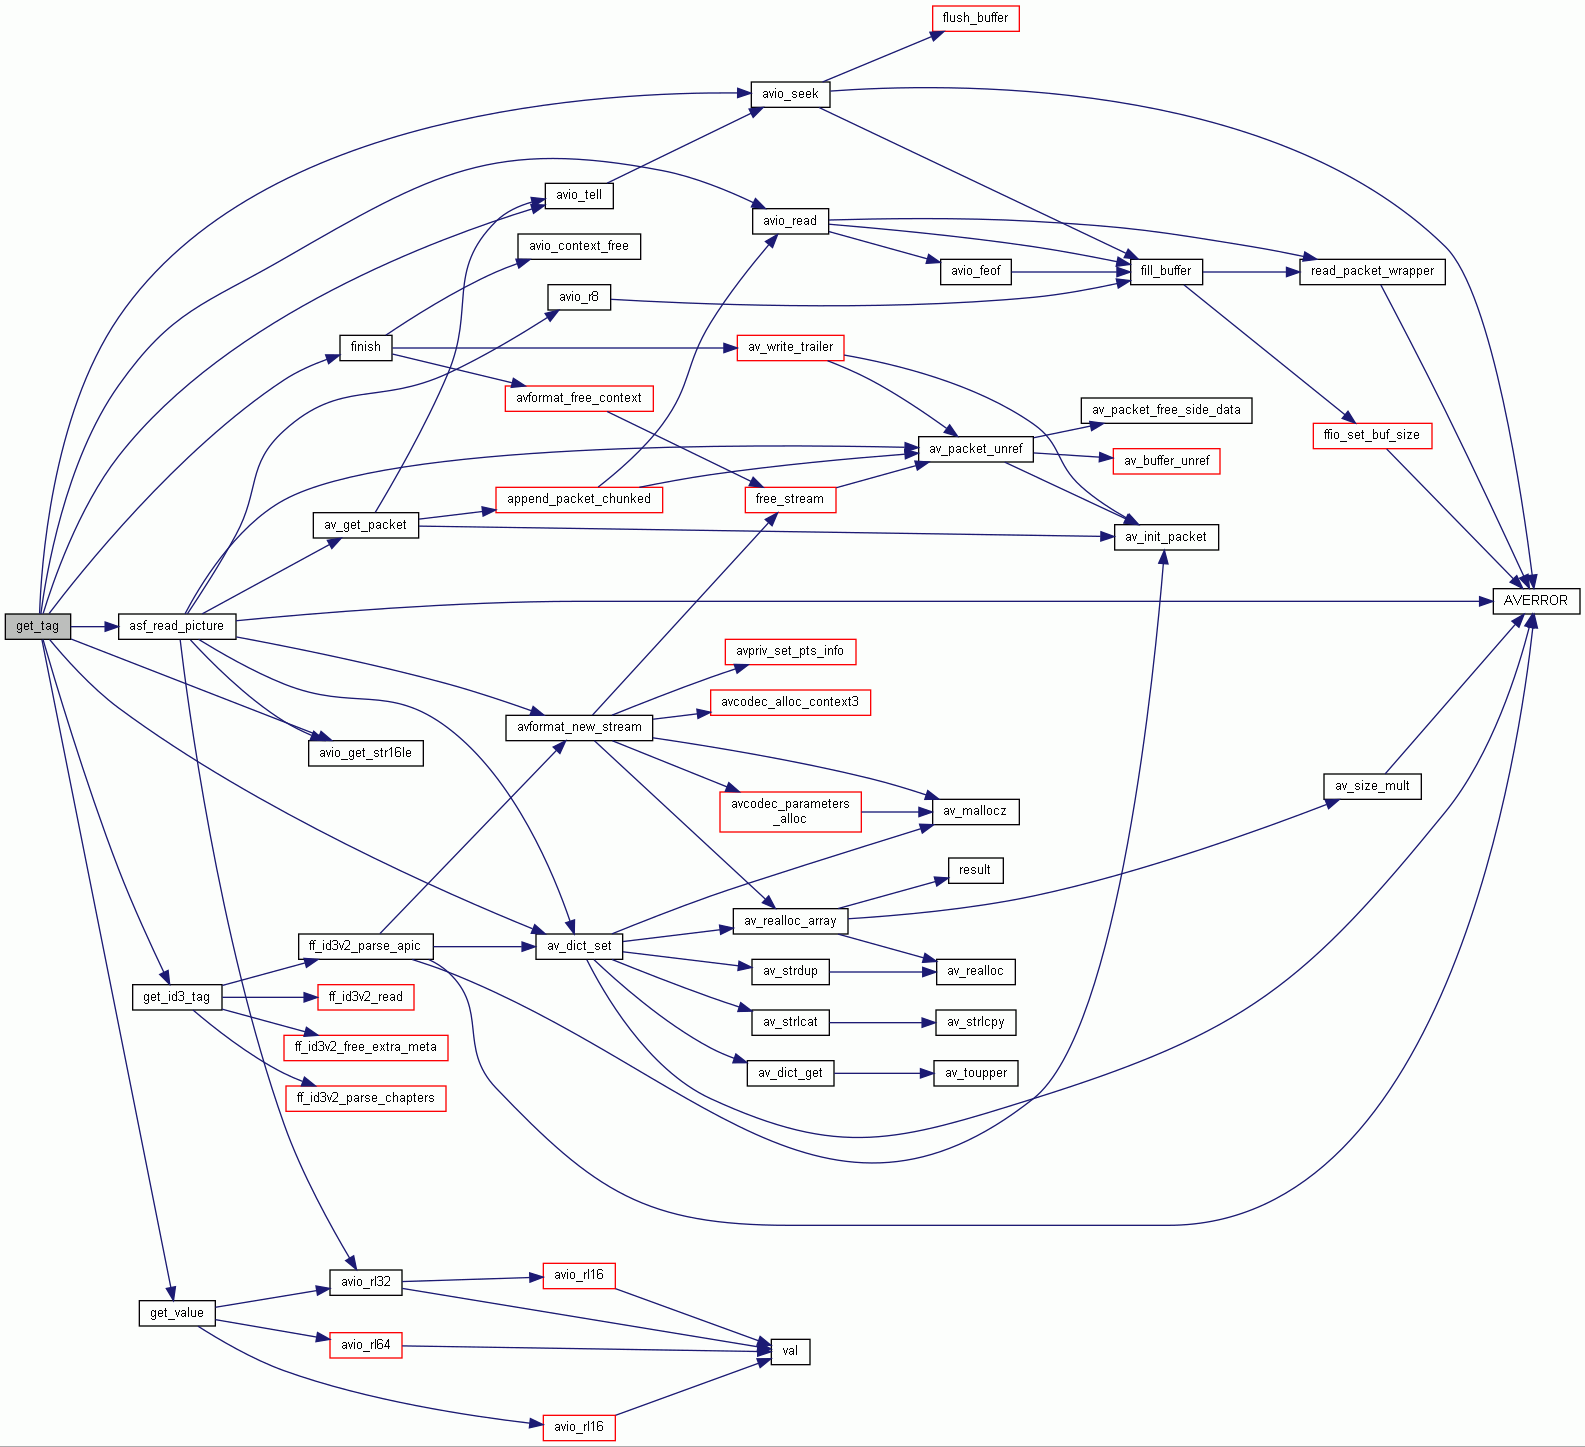 flush_buffer
avio_seek
avio_tell
avio_read
avio_context_free
avio_feof
fill_buffer
read_packet_wrapper
avio_r8
finish
av_write_trailer
avformat_free_context
av_packet_free_side_data
ffio_set_buf_size
av_packet_unref
av_buffer_unref
append_packet_chunked
free_stream
av_get_packet
av_init_packet
AVERROR
get_tag
asf_read_picture
avpriv_set_pts_info
avcodec_alloc_context3
avformat_new_stream
avio_get_str16le
av_size_mult
avcodec_parameters
_alloc
av_mallocz
result
av_realloc_array
ff_id3v2_parse_apic
av_dict_set
av_strdup
av_realloc
get_id3_tag
ff_id3v2_read
av_strlcat
av_strlcpy
ff_id3v2_free_extra_meta
av_dict_get
av_toupper
ff_id3v2_parse_chapters
avio_rl16
avio_rl32
get_value
avio_rl64
val
avio_rl16